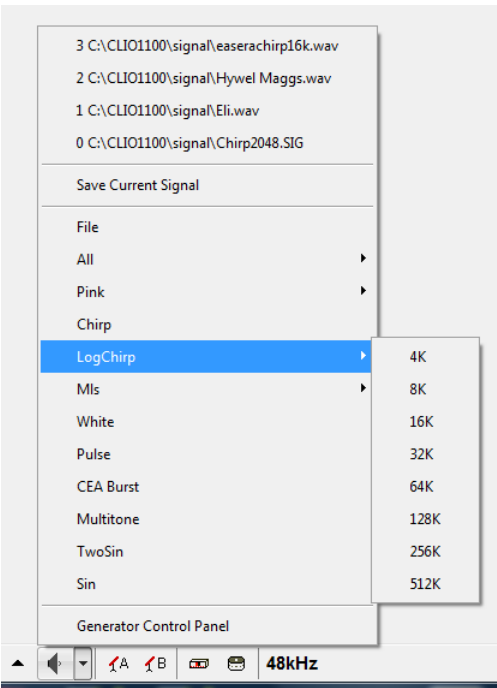 3 C:\CLIO1100\signal\easerachirp16k.wav
2 C:\CLIO1100\signal\Hywel Maggs.wav
1 C:\CLIO1100\signal\Eli.wav
0 C:\CLIO1100\signal\Chirp2048.SIG
Save Current Signal
File
All
Pink
Chirp
LogChirp
Mls
White
Pulse
CEA Burst
Multitone
TwoSin
Sin
Generator Control Panel
4K
8K
16K
32K
64K
128K
256K
512K
A B 48kHz